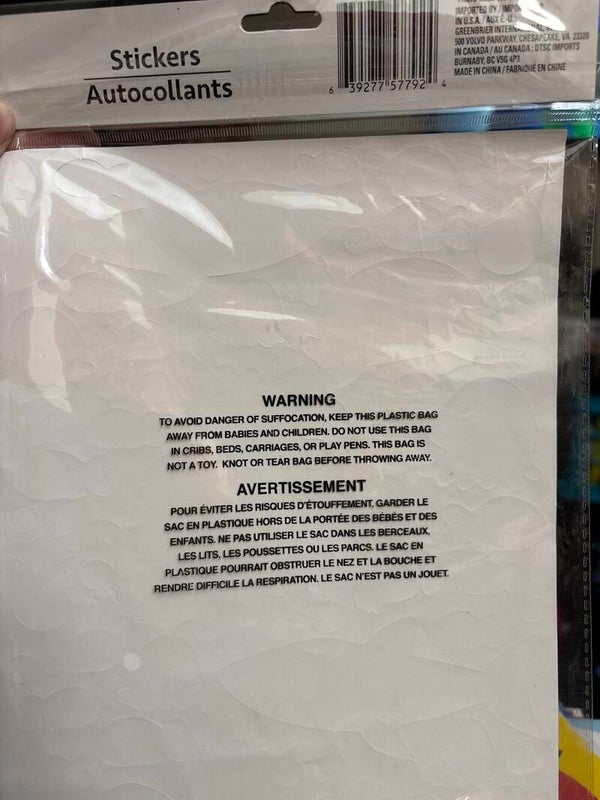 Stickers
Autocollants
6 39277 57792 4
IMPORTED BY /
IN U.S.A. / AUX É.-U.
GREENBRIER
500 VOLVO PARKWAY, CHESAPEAKE, VA 23320
IN CANADA / AU CANADA : DTSC IMPORTS
BURNABY, BC V5G 4P3
MADE IN CHINA / FABRIQUÉ EN CHINE
WARNING
TO AVOID DANGER OF SUFFOCATION, KEEP THIS PLASTIC BAG
AWAY FROM BABIES AND CHILDREN. DO NOT USE THIS BAG
IN CRIBS, BEDS, CARRIAGES, OR PLAY PENS. THIS BAG IS
NOT A TOY. KNOT OR TEAR BAG BEFORE THROWING AWAY.
AVERTISSEMENT
POUR ÉVITER LES RISQUES D'ÉTOUFFEMENT, GARDER LE
SAC EN PLASTIQUE HORS DE LA PORTÉE DES BÉBÉS ET DES
ENFANTS. NE PAS UTILISER LE SAC DANS LES BERCEAUX,
LES LITS, LES POUSSETTES OU LES PARCS. LE SAC EN
PLASTIQUE POURRAIT OBSTRUER LE NEZ ET LA BOUCHE ET
RENDRE DIFFICILE LA RESPIRATION. LE SAC N'EST PAS UN JOUET.